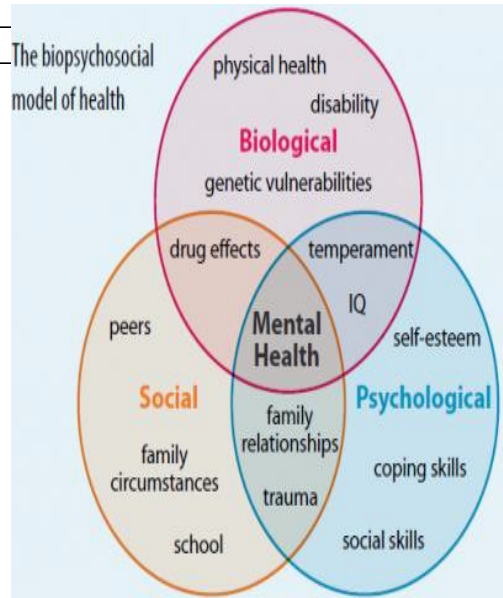 The biopsychosocial
model of health
physical health
disability
Biological
genetic vulnerabilities
drug effects
temperament
IQ
peers
Mental
Health
self-esteem
Social
Psychological
family
relationships
family
circumstances
coping skills
trauma
school
social skills